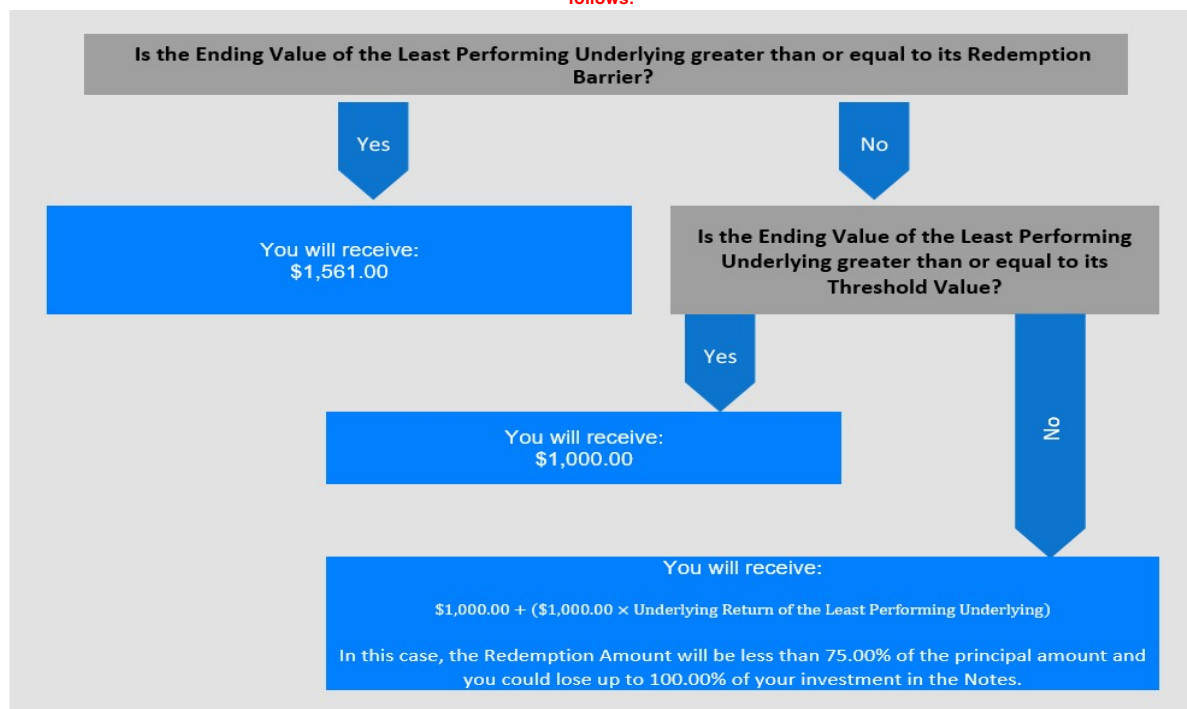 follows:
Is the Ending Value of the Least Performing Underlying greater than or equal to its Redemption
Barrier?
Yes
No
You will receive:
$1,561.00
Is the Ending Value of the Least Performing
Underlying greater than or equal to its
Threshold Value?
Yes
No
You will receive:
$1,000.00
You will receive:
$1,000.00 + ($1,000.00 × Underlying Return of the Least Performing Underlying)
In this case, the Redemption Amount will be less than 75.00% of the principal amount and
you could lose up to 100.00% of your investment in the Notes.